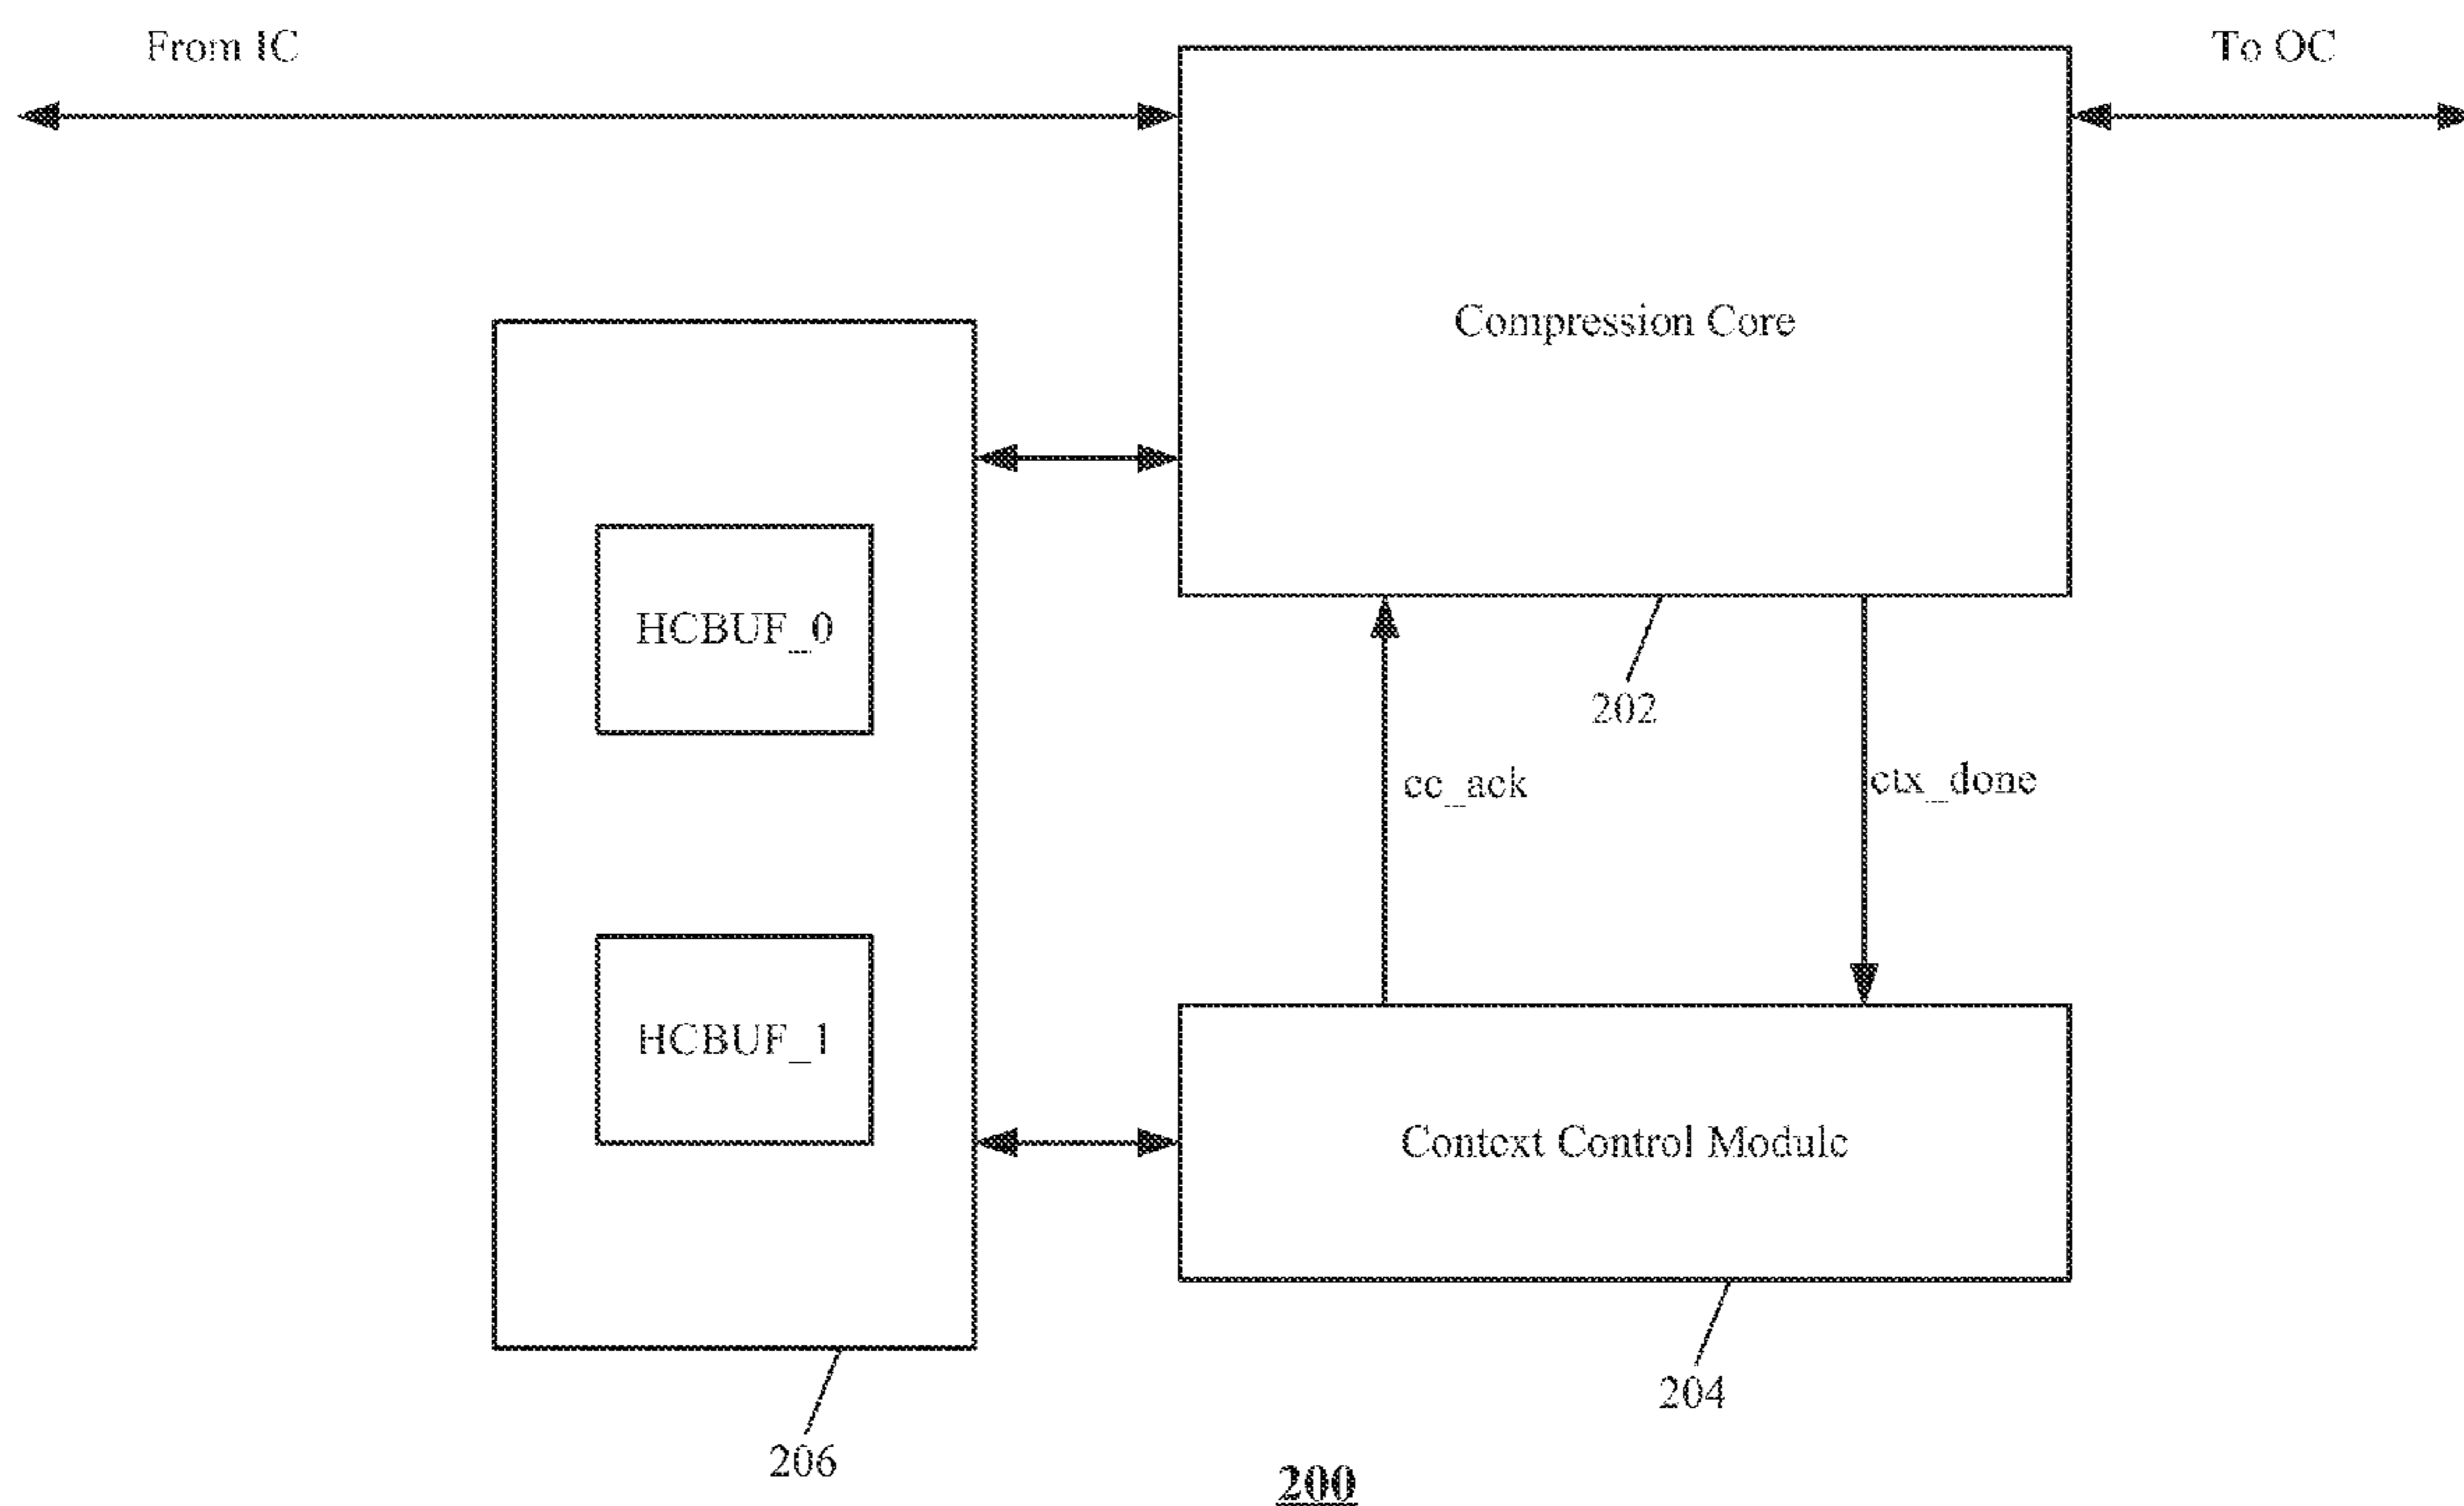 From IC
To OC
Compression Core
HCBUF_0
202
cc_ack
ctx_done
HCBUF_1
Context Control Module
204
206
200